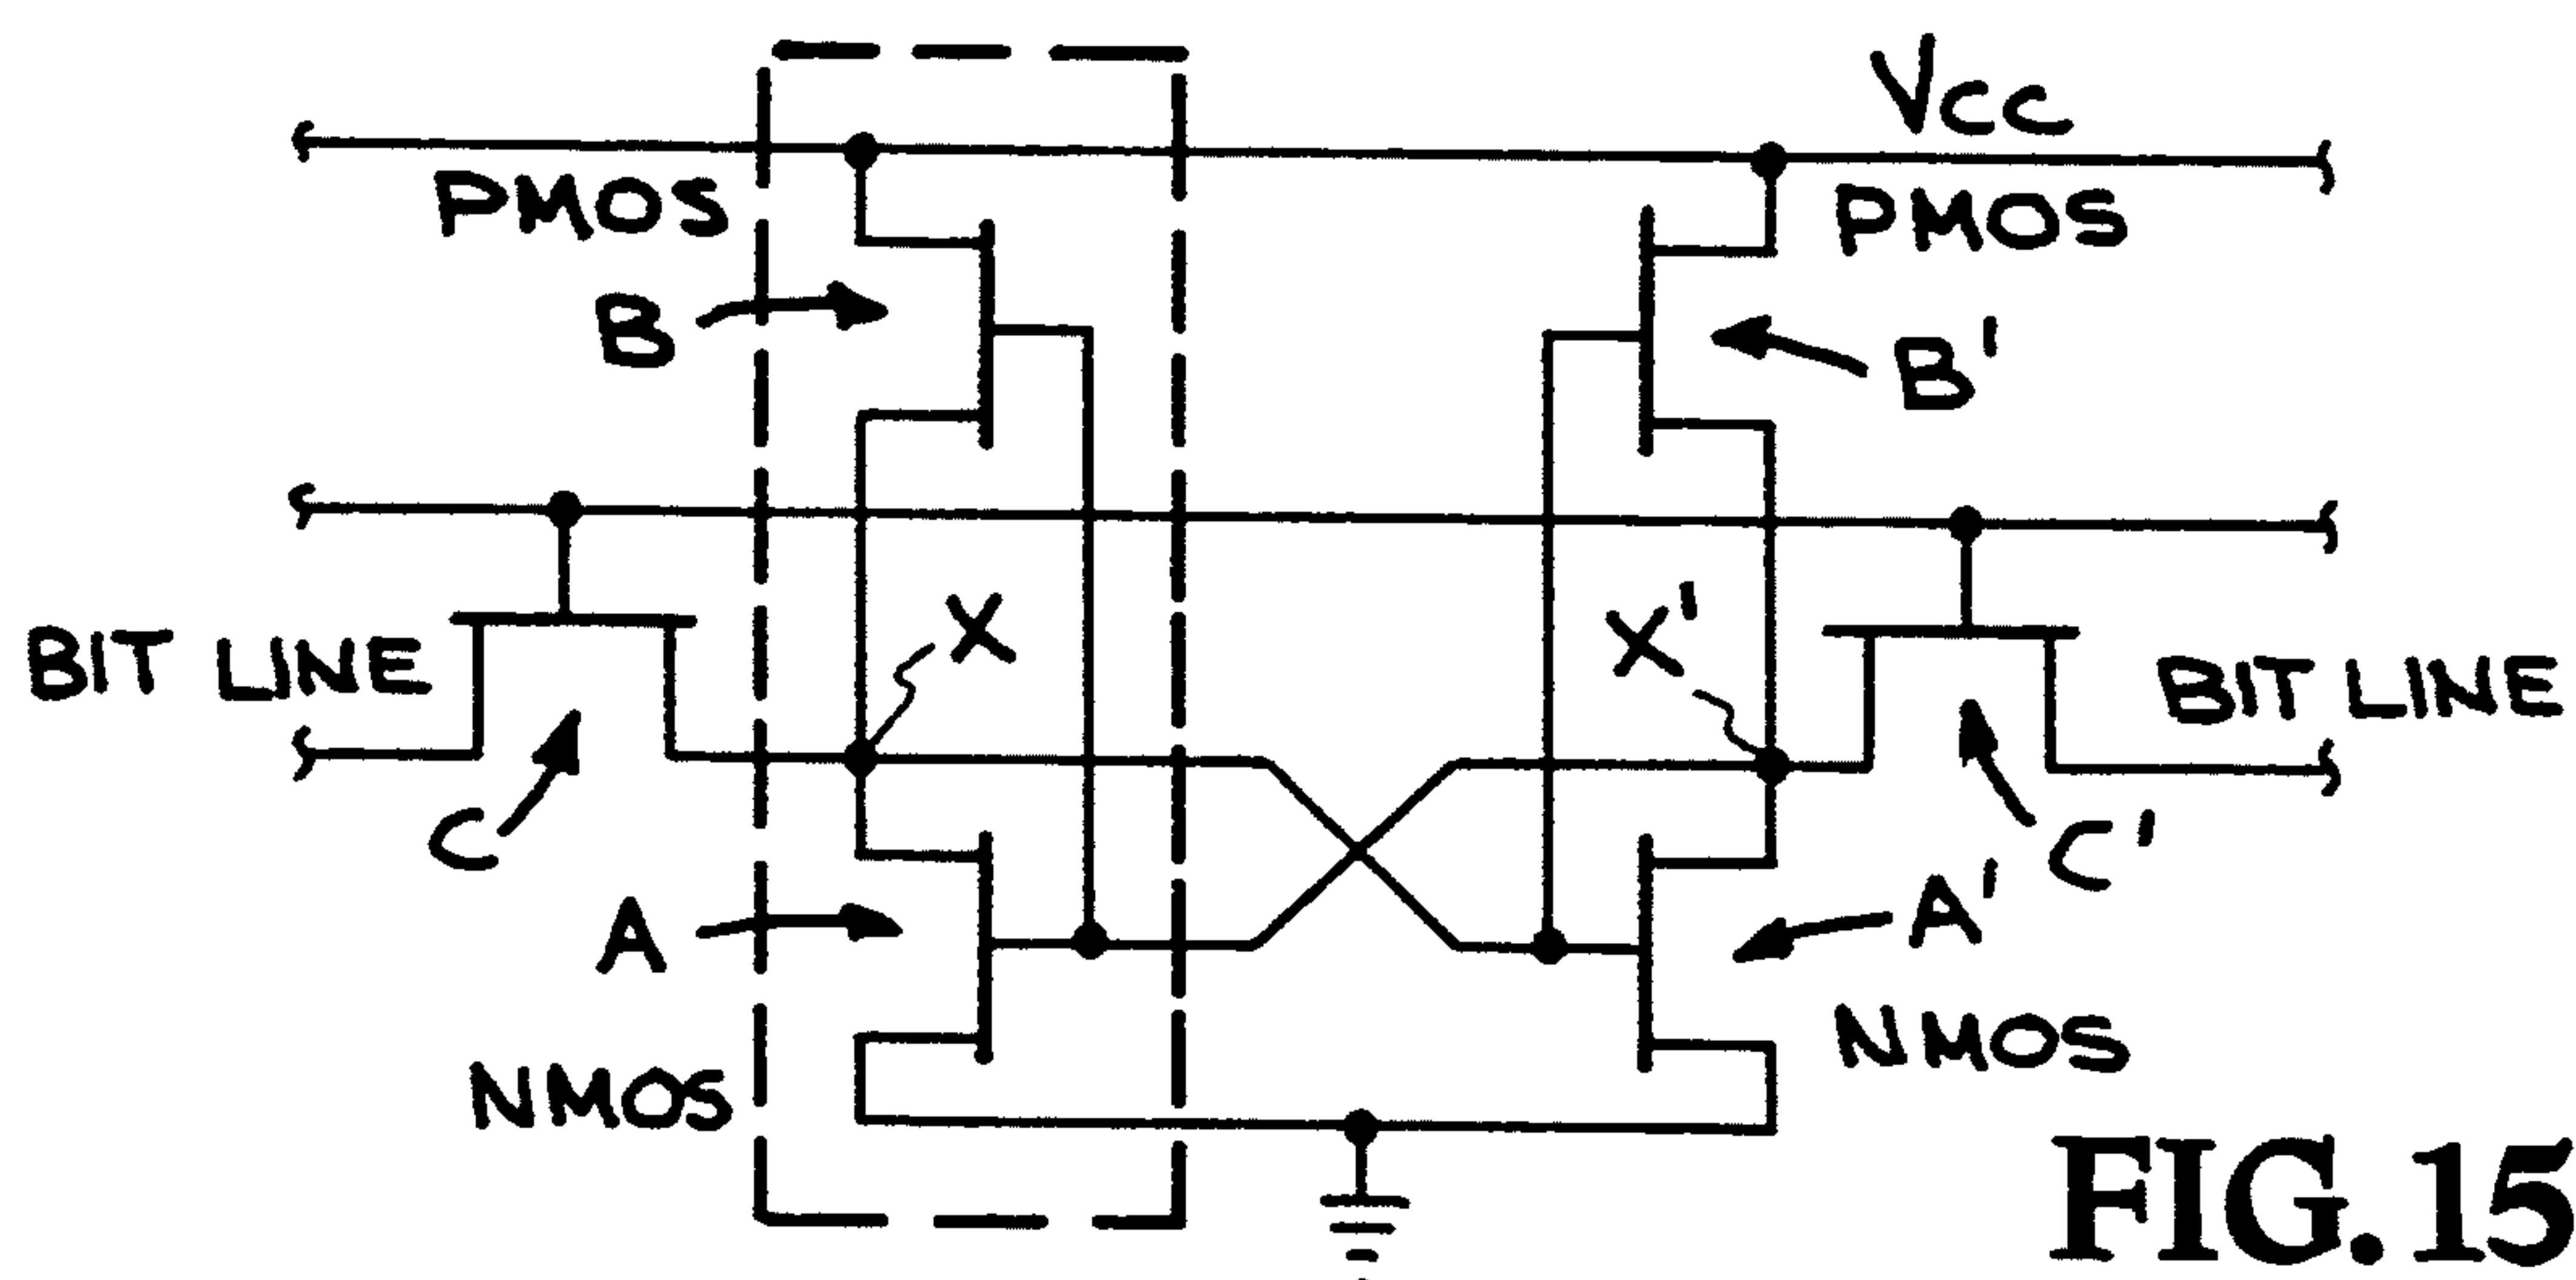 Vcc
PMOS
PMOS
B
B'
X
X'
BIT LINE
BIT LINE
C
C'
A
A'
NMOS
NMOS
FIG. 15